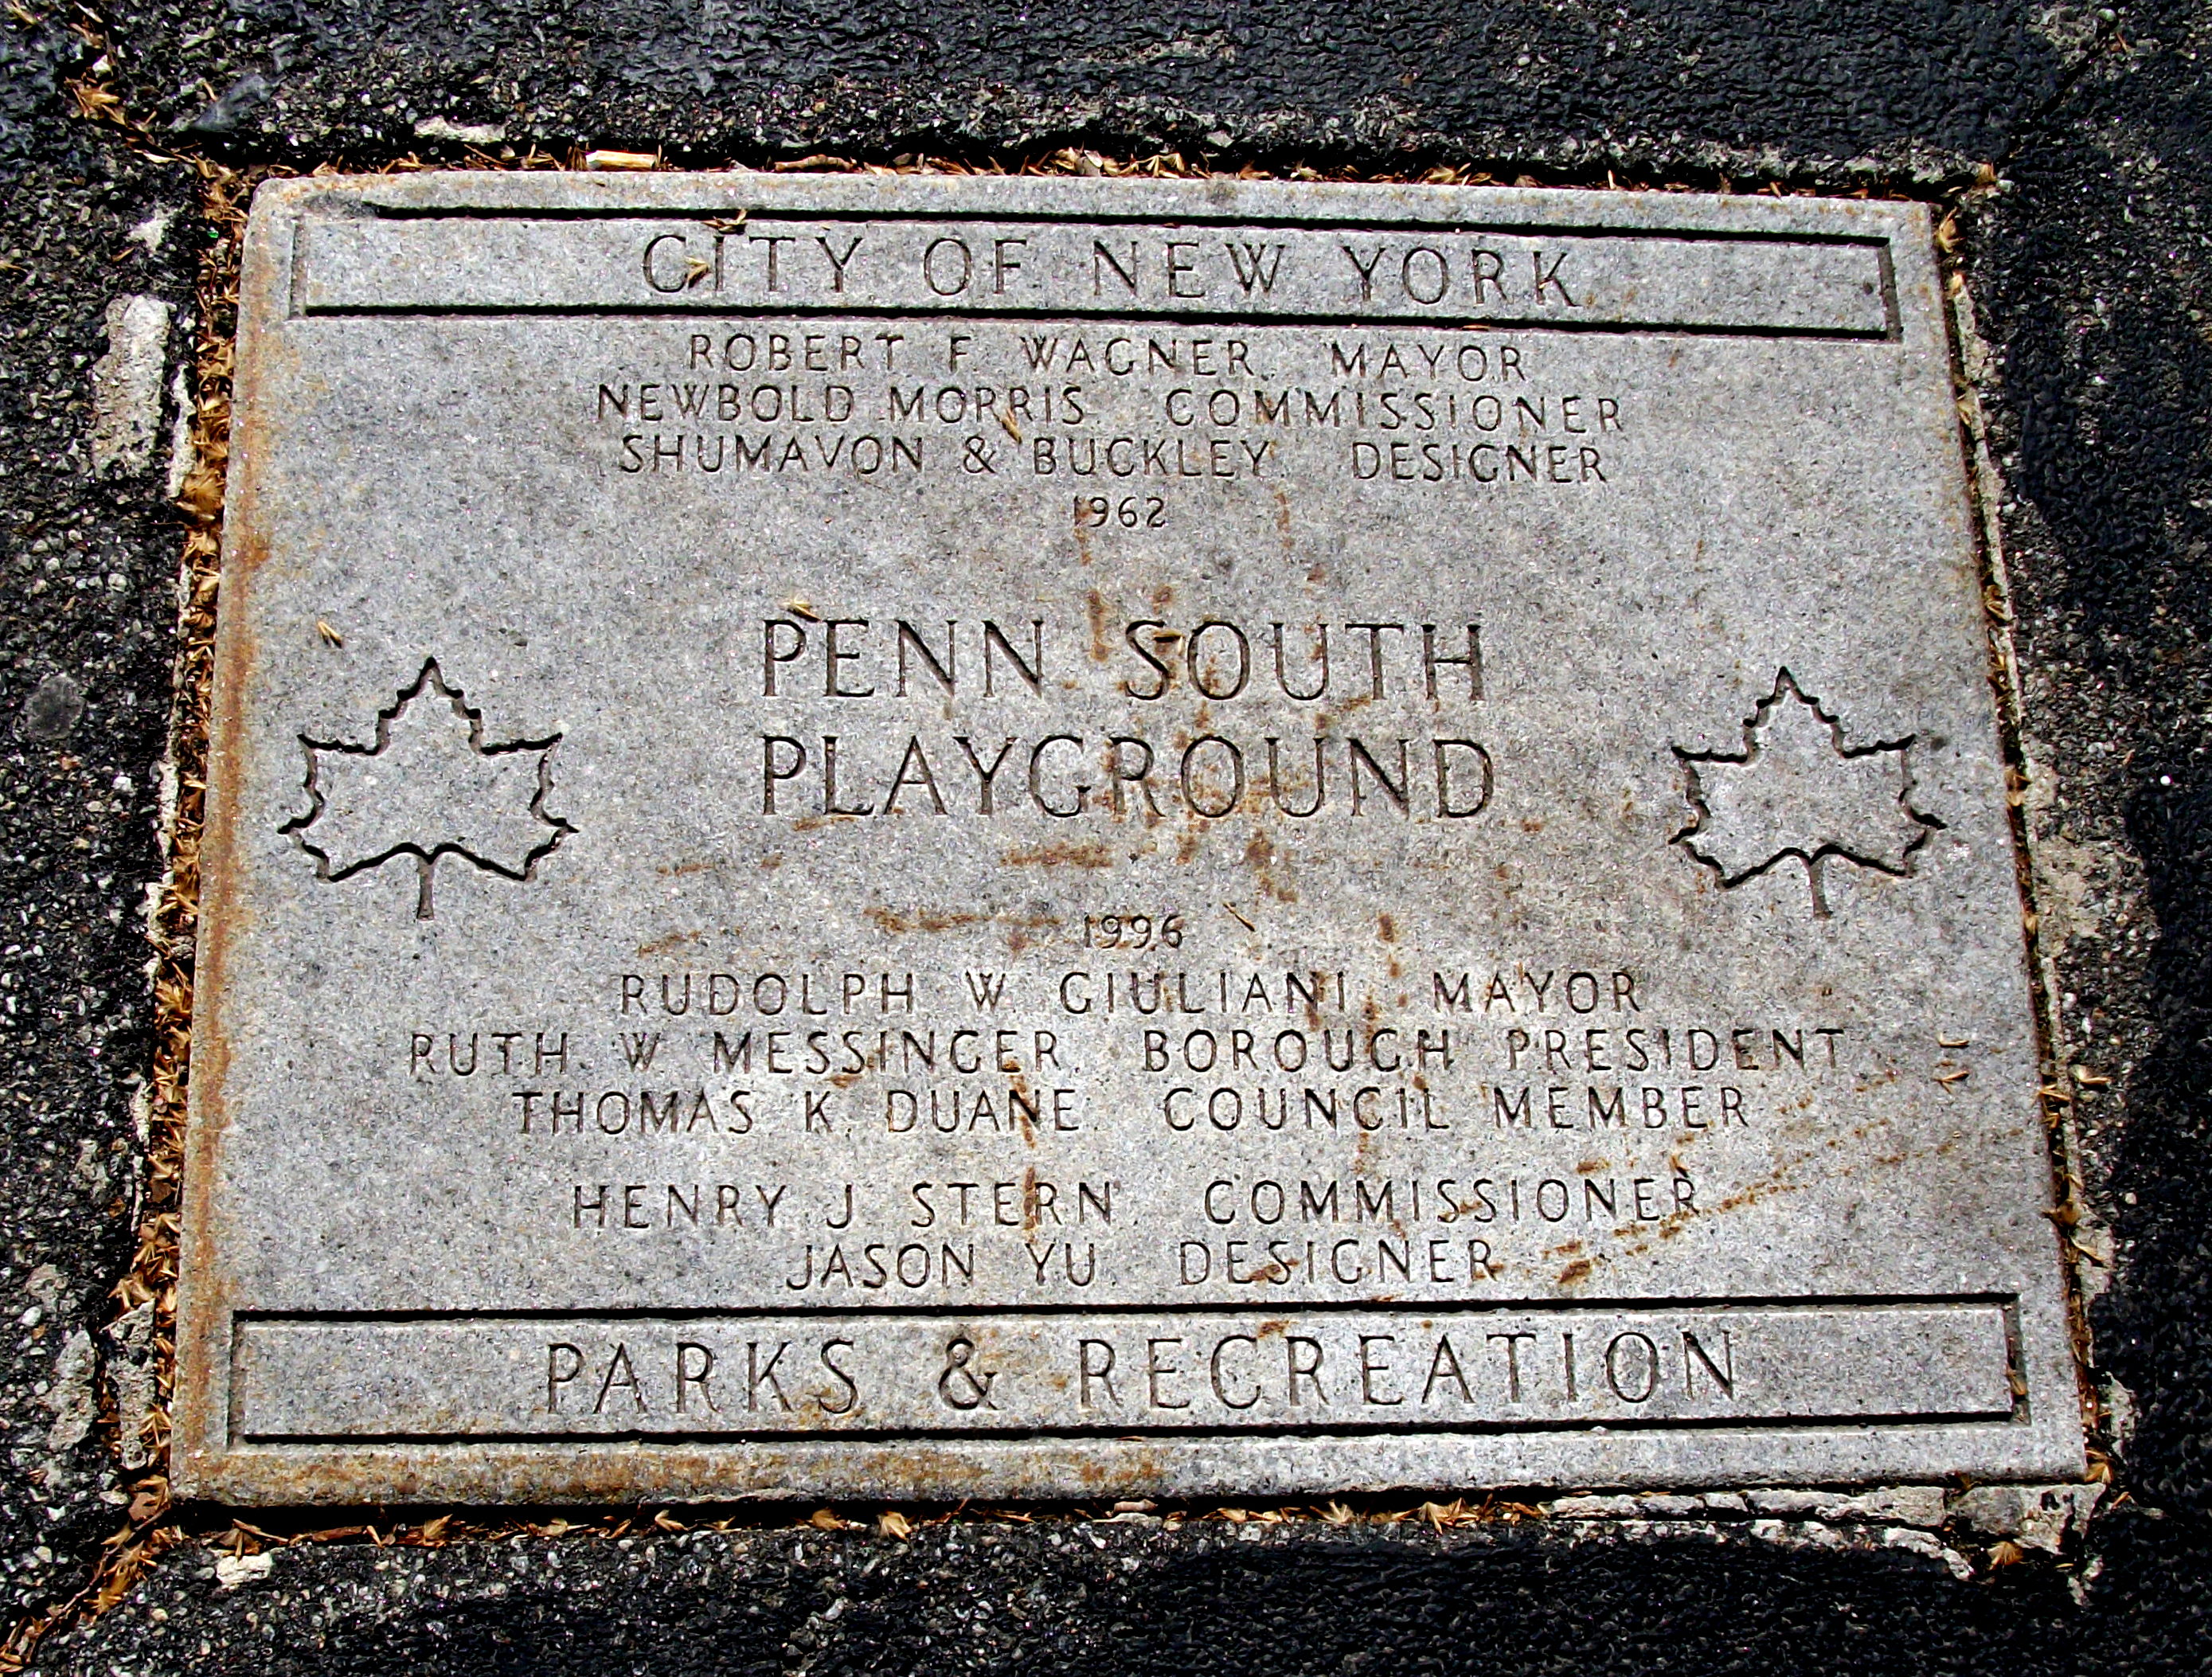 CITY OF NEW YORK
ROBERT F. WAGNER, MAYOR
NEWBOLD MORRIS, COMMISSIONER
SHUMAVON & BUCKLEY, DESIGNER
1962
PENN SOUTH
PLAYGROUND
1996
RUDOLPH W. GIULIANI, MAYOR
RUTH W. MESSINGER, BOROUGH PRESIDENT
THOMAS K. DUANE, COUNCIL MEMBER
HENRY J. STERN, COMMISSIONER
JASON YU, DESIGNER
PARKS & RECREATION